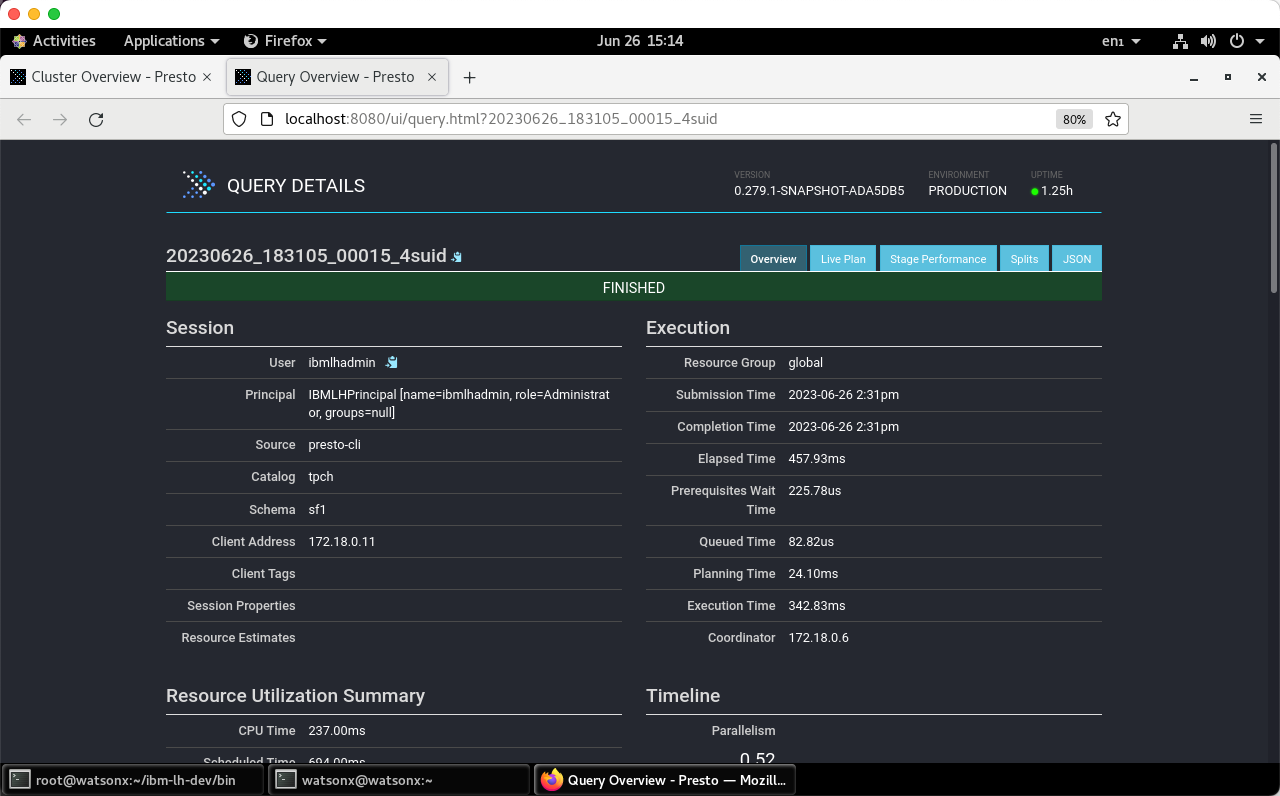 Activities Applications Firefox Jun 26 15:14 en₁
Cluster Overview - Presto Query Overview - Presto
localhost:8080/ui/query.html?20230626_183105_00015_4suid 80%
QUERY DETAILS
VERSION
0.279.1-SNAPSHOT-ADA5DB5
ENVIRONMENT
PRODUCTION
UPTIME
1.25h
20230626_183105_00015_4suid
Overview Live Plan Stage Performance Splits JSON
FINISHED
Session
User ibmlhadmin
Principal IBMLHPrincipal [name=ibmlhadmin, role=Administrat
or, groups=null]
Source presto-cli
Catalog tpch
Schema sf1
Client Address 172.18.0.11
Client Tags
Session Properties
Resource Estimates
Execution
Resource Group global
Submission Time 2023-06-26 2:31pm
Completion Time 2023-06-26 2:31pm
Elapsed Time 457.93ms
Prerequisites Wait 225.78us
Time
Queued Time 82.82us
Planning Time 24.10ms
Execution Time 342.83ms
Coordinator 172.18.0.6
Resource Utilization Summary
CPU Time 237.00ms
Scheduled Time 694.00ms
Timeline
Parallelism
0.52
root@watsonx:~/ibm-lh-dev/bin watsonx@watsonx:~ Query Overview - Presto — Mozill...